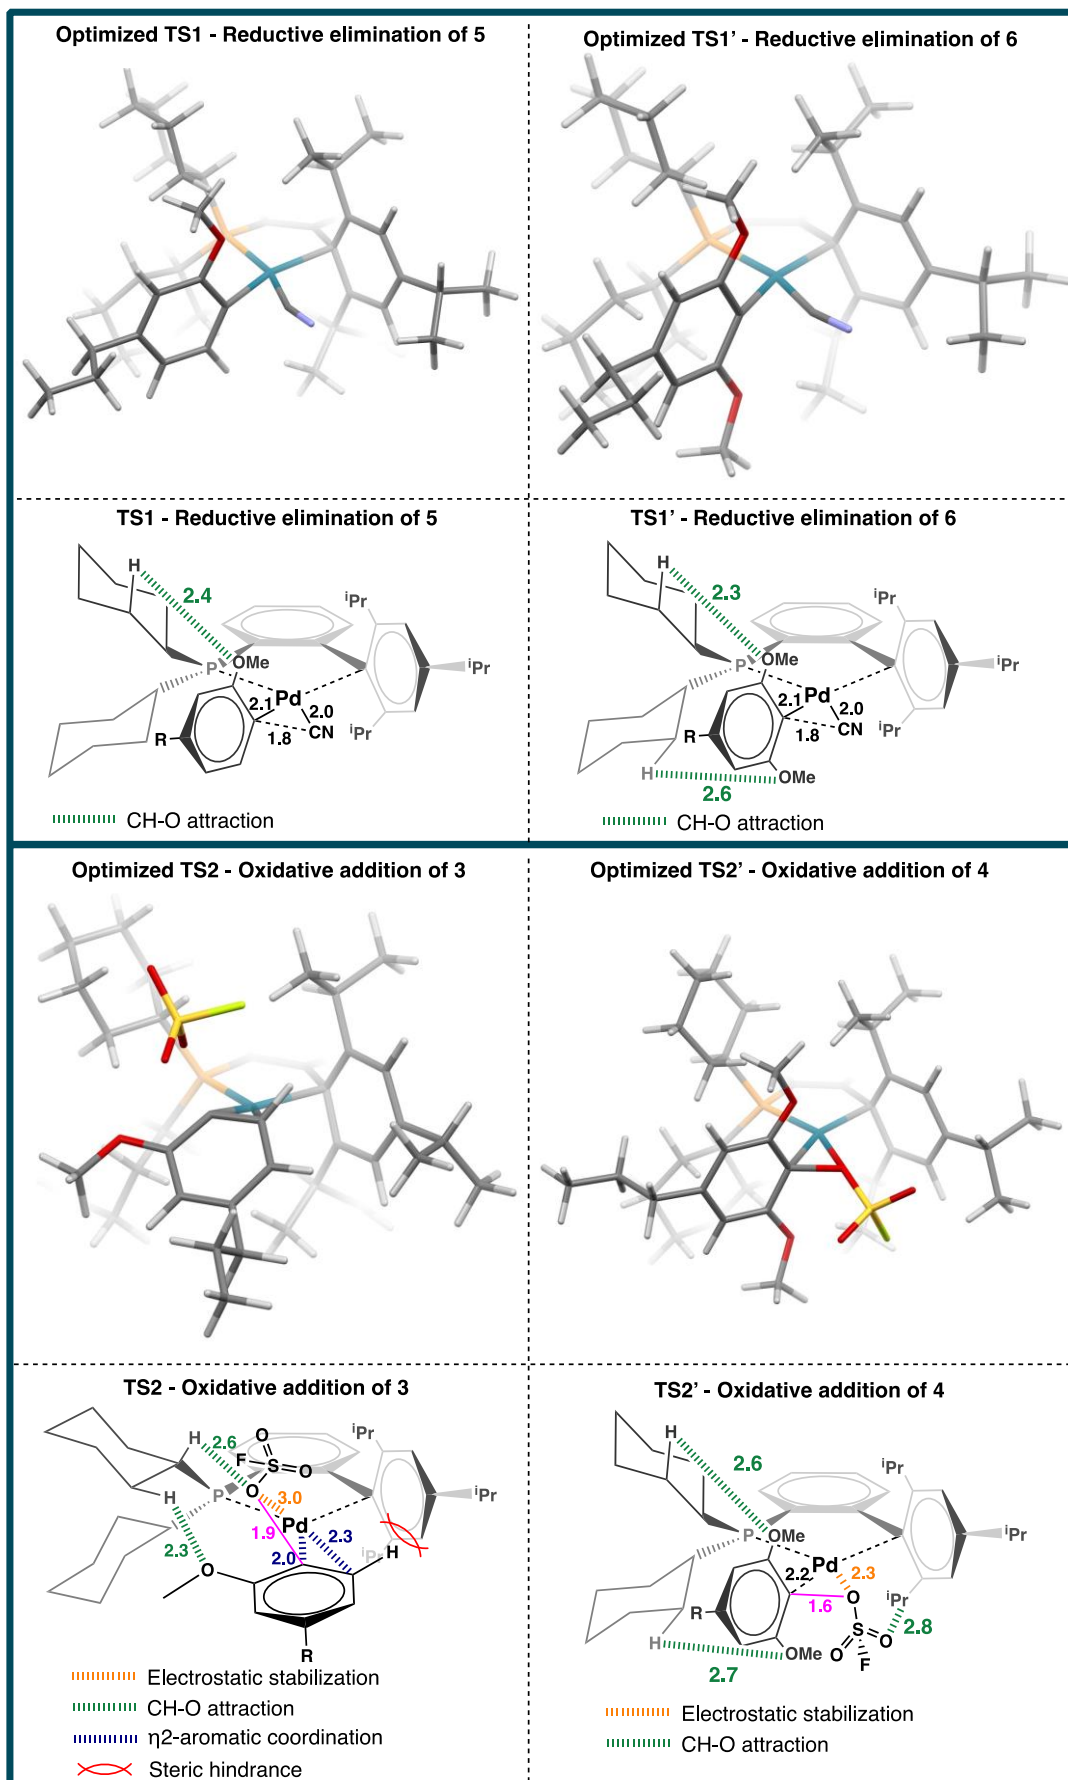 Optimized TS1 - Reductive elimination of 5
Optimized TS1' - Reductive elimination of 6
TS1 - Reductive elimination of 5
H
2.4
iPr
OMe
P
Pd
iPr
2.1
2.0
R
1.8
CN
iPr
CH-O attraction
TS1' - Reductive elimination of 6
H
2.3
iPr
OMe
P
Pd
iPr
2.1
2.0
R
1.8
CN
iPr
H
OMe
2.6
CH-O attraction
Optimized TS2 - Oxidative addition of 3
Optimized TS2' - Oxidative addition of 4
TS2 - Oxidative addition of 3
H
2.6
O
iPr
F
S
O
H
P
O
3.0
iPr
Pd
1.9
2.3
2.3
2.0
iPr
H
O
R
Electrostatic stabilization
CH-O attraction
η2-aromatic coordination
Steric hindrance
TS2' - Oxidative addition of 4
H
2.6
iPr
P
OMe
iPr
Pd
2.2
2.3
R
1.6
O
iPr
S
2.8
H
O
O
OMe
F
2.7
Electrostatic stabilization
CH-O attraction